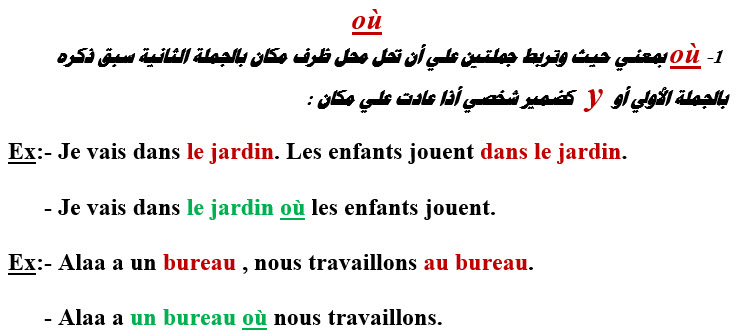 où
1- où بمعني حيث وتربط جملتين علي أن تحل محل ظرف مكان بالجملة الثانية سبق ذكره
بالجملة الأولي أو y كضمير شخصي أذا عادت علي مكان :
Ex:- Je vais dans le jardin. Les enfants jouent dans le jardin.
- Je vais dans le jardin où les enfants jouent.
Ex:- Alaa a un bureau , nous travaillons au bureau.
- Alaa a un bureau où nous travaillons.